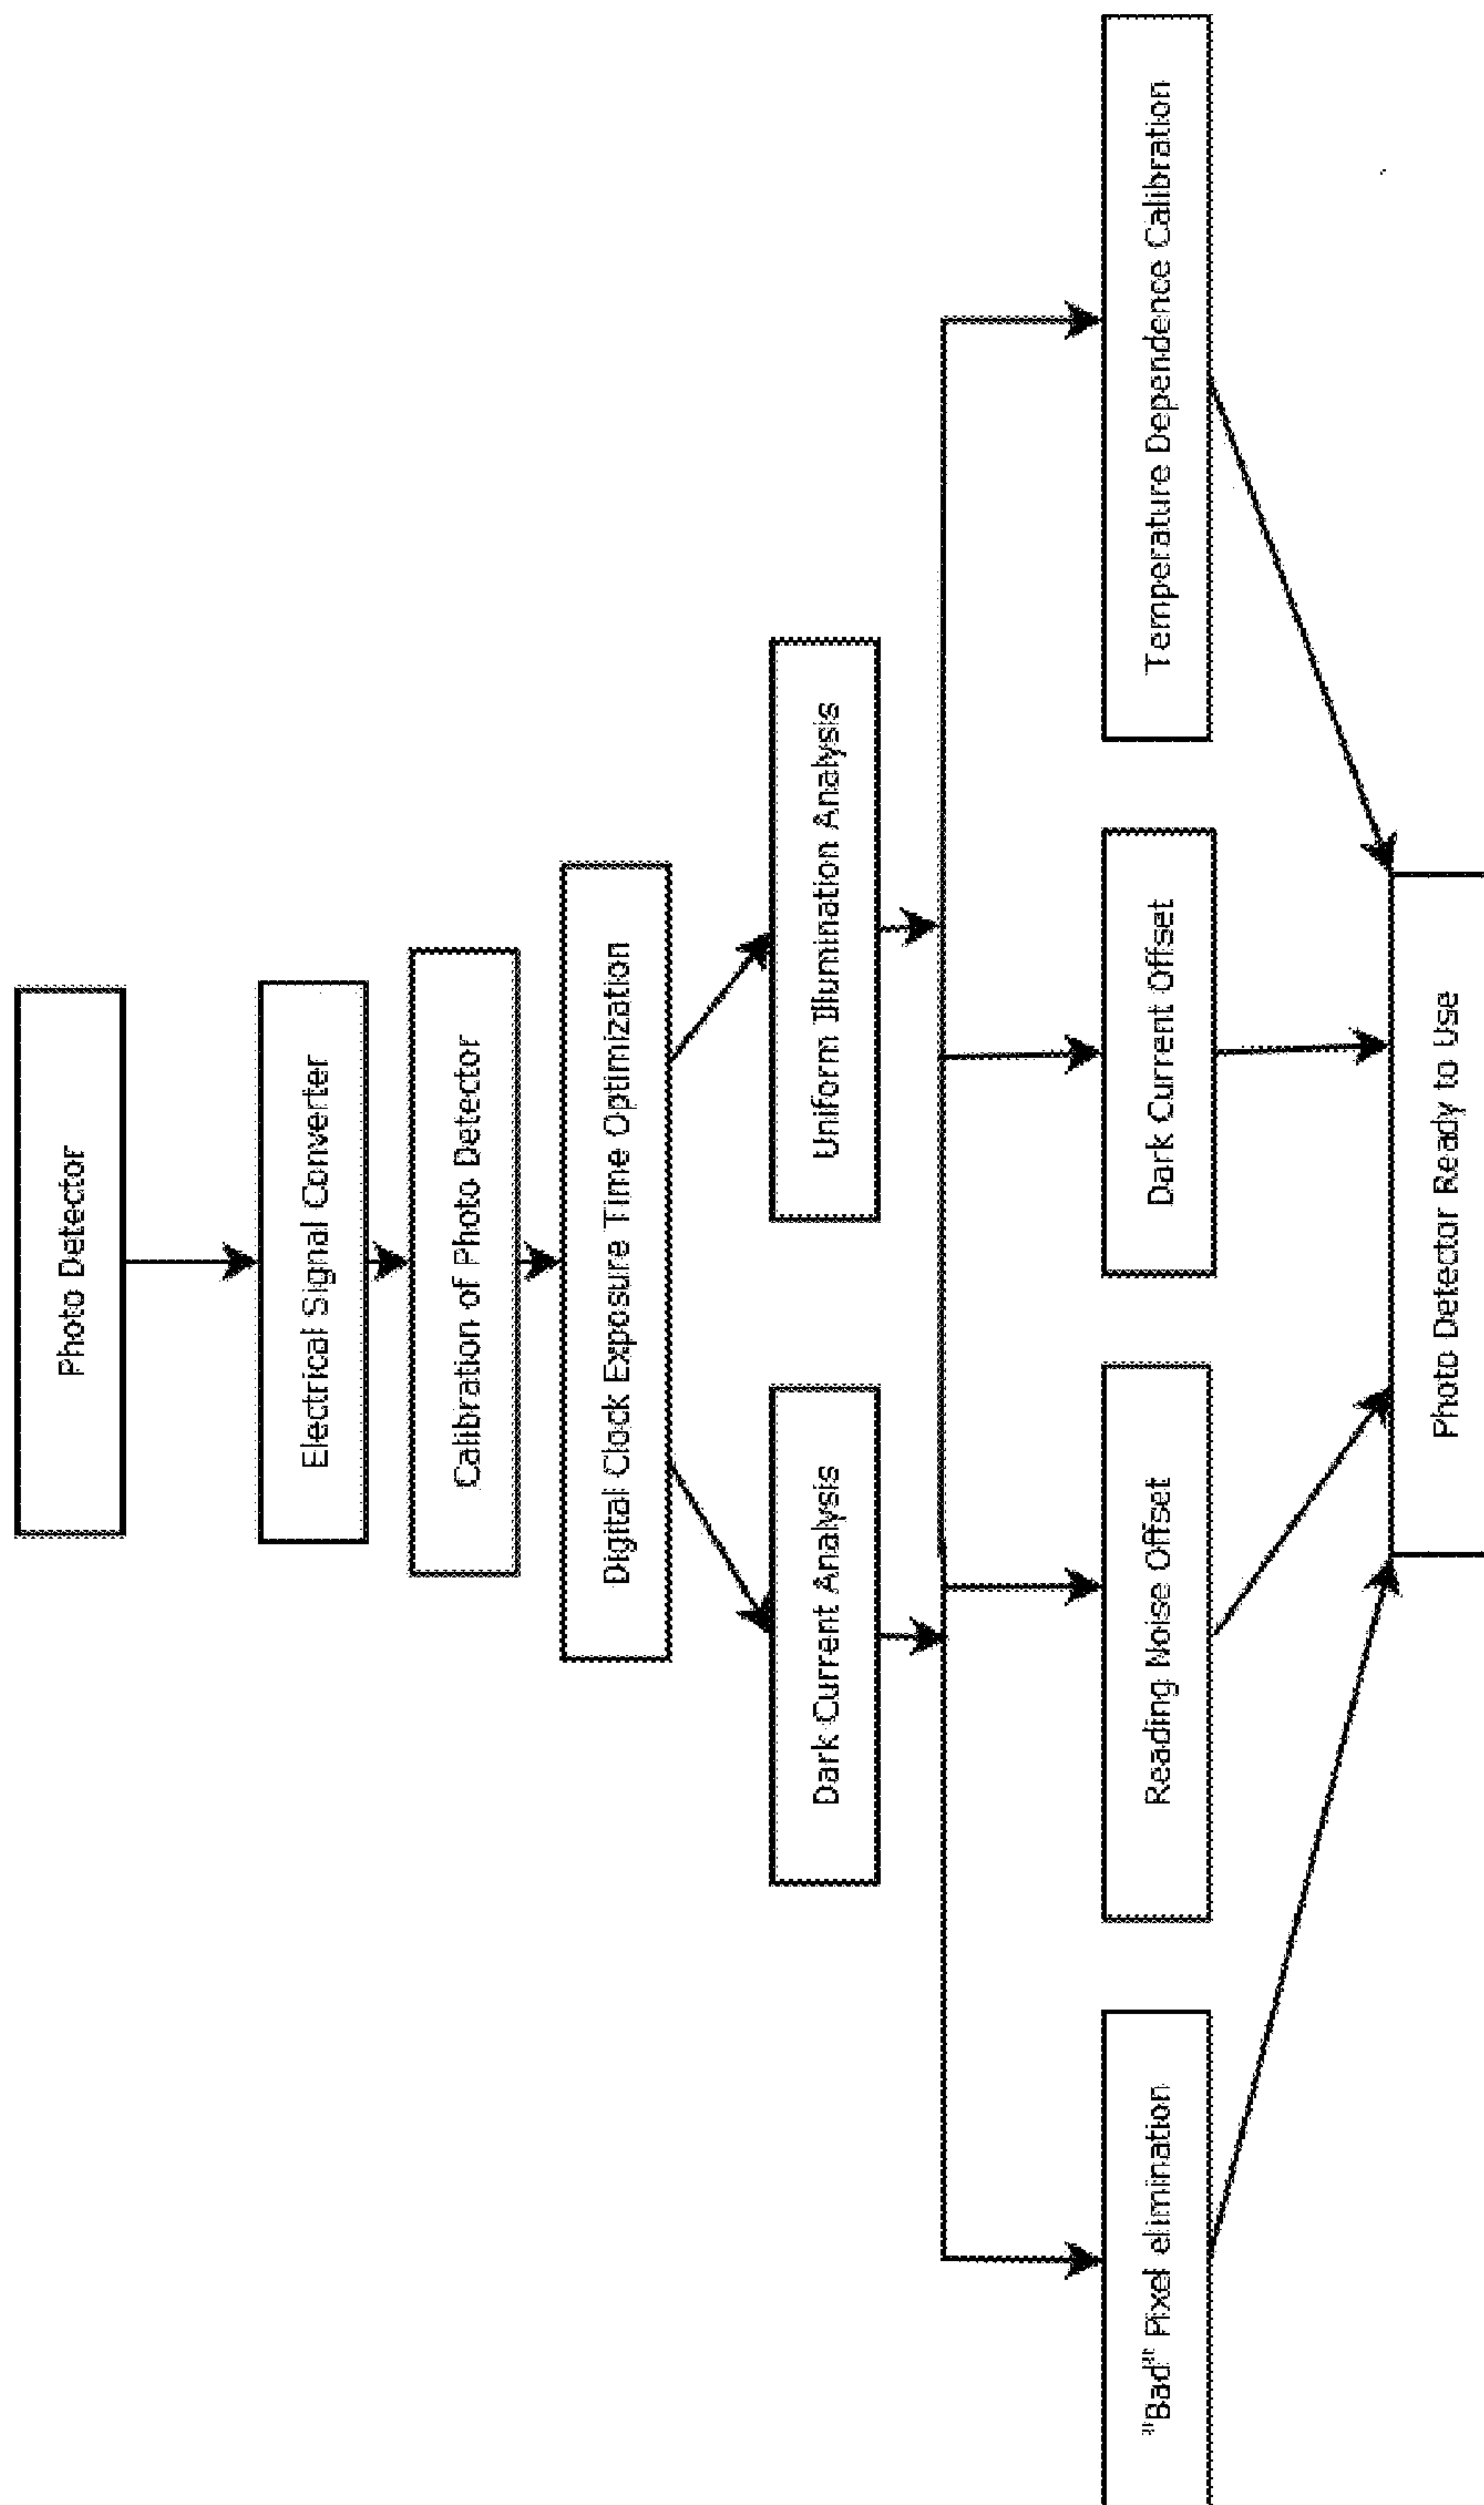 Photo Detector
Electrical Signal Converter
Calibration of Photo Detector
Digital Clock Exposure Time Optimization
Dark Current Analysis
Uniform Illumination Analysis
"Bad" Pixel elimination
Reading Noise Offset
Dark Current Offset
Temperature Dependence Calibration
Photo Detector Ready to Use